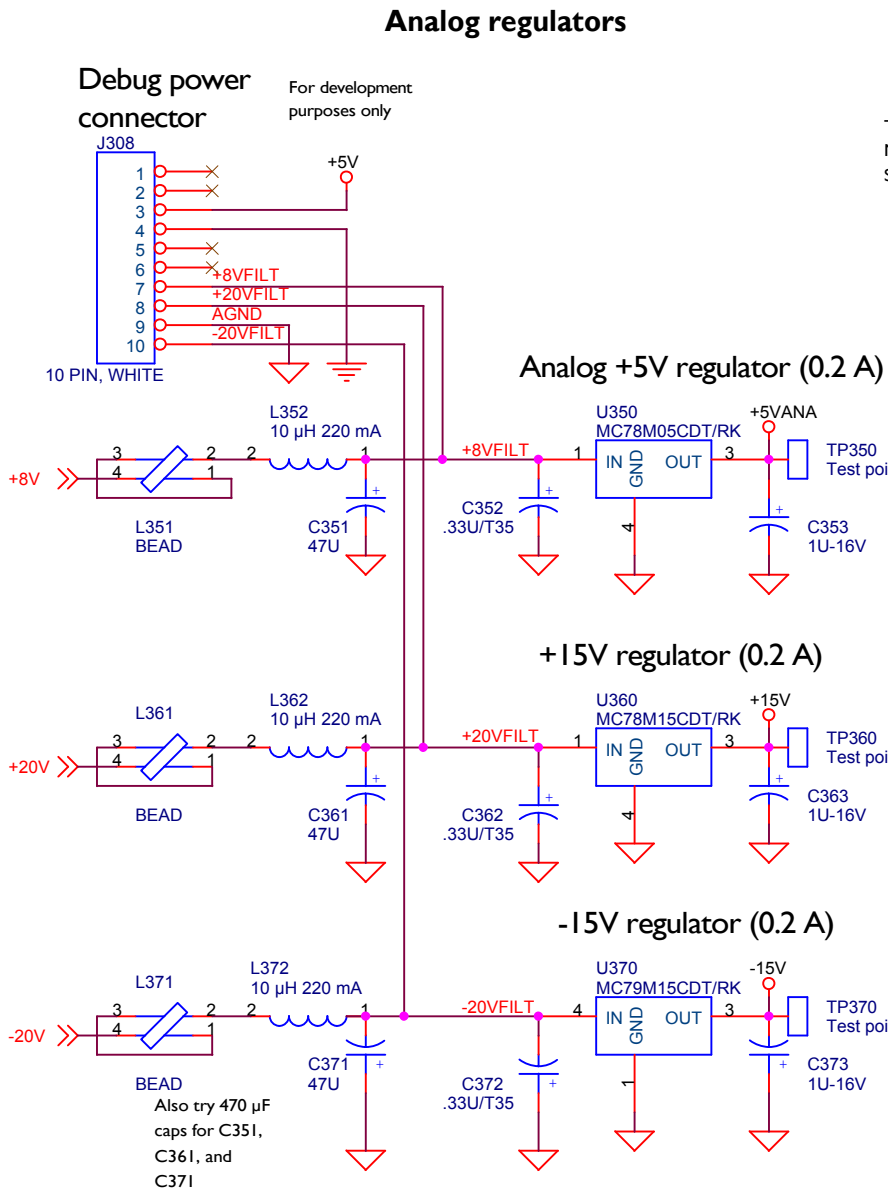 Analog regulators
Debug power
connector
For development
purposes only
J308
+5V
1
2
3
4
5
6
7
8
9
10
+8VFILT
+20VFILT
AGND
-20VFILT
10 PIN, WHITE
Analog +5V regulator (0.2 A)
+8V
3
4
2
1
L351
BEAD
L352
10 µH 220 mA
2
1
C351
47U
+
+8VFILT
C352
.33U/T35
+
U350
MC78M05CDT/RK
1
IN
GND
OUT
3
4
+5VANA
TP350
Test poi
C353
1U-16V
+
+15V regulator (0.2 A)
+20V
3
4
2
1
L361
BEAD
L362
10 µH 220 mA
2
1
C361
47U
+
+20VFILT
C362
.33U/T35
+
U360
MC78M15CDT/RK
1
IN
GND
OUT
3
4
+15V
TP360
Test poi
C363
1U-16V
+
-15V regulator (0.2 A)
-20V
3
4
2
1
L371
BEAD
L372
10 µH 220 mA
2
1
C371
47U
+
-20VFILT
C372
.33U/T35
+
U370
MC79M15CDT/RK
4
IN
GND
OUT
3
1
-15V
TP370
Test poi
C373
1U-16V
+
Also try 470 µF
caps for C351,
C361, and
C371